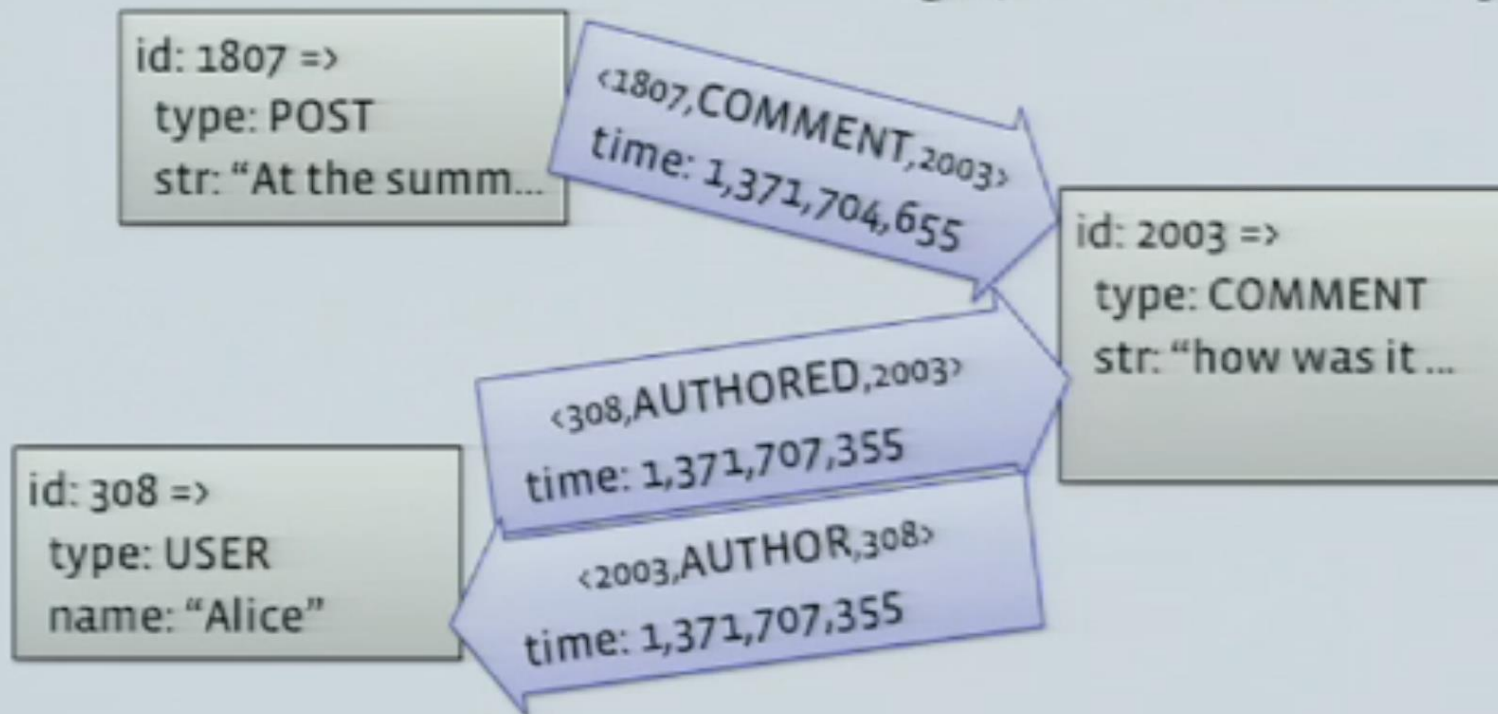 id: 1807 =>
type: POST
str: “At the summ...
<1807,COMMENT,2003>
time: 1,371,704,655
id: 2003 =>
type: COMMENT
str: “how was it ...
<308,AUTHORED,2003>
time: 1,371,707,355
id: 308 =>
type: USER
name: “Alice”
<2003,AUTHOR,308>
time: 1,371,707,355